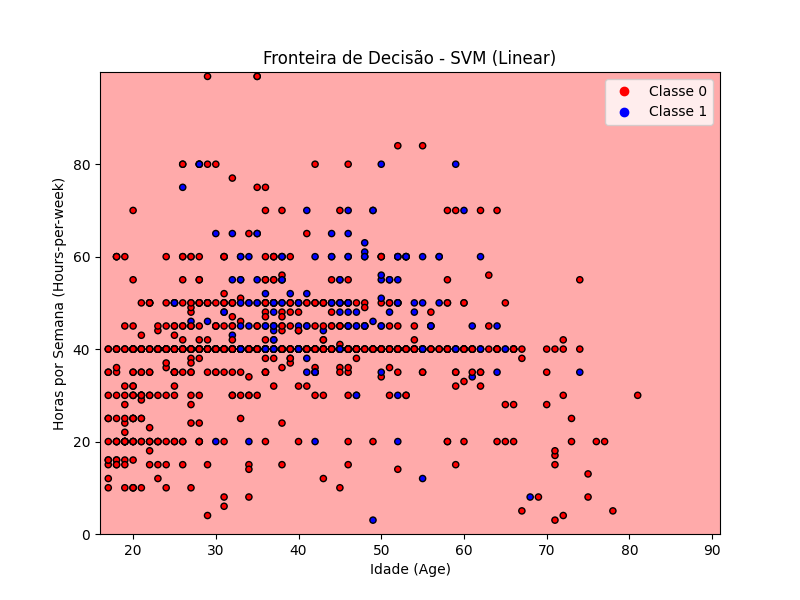 Fronteira de Decisão - SVM (Linear)
Classe 0
Classe 1
Horas por Semana (Hours-per-week)
80
60
40
20
0
20 30 40 50 60 70 80 90
Idade (Age)